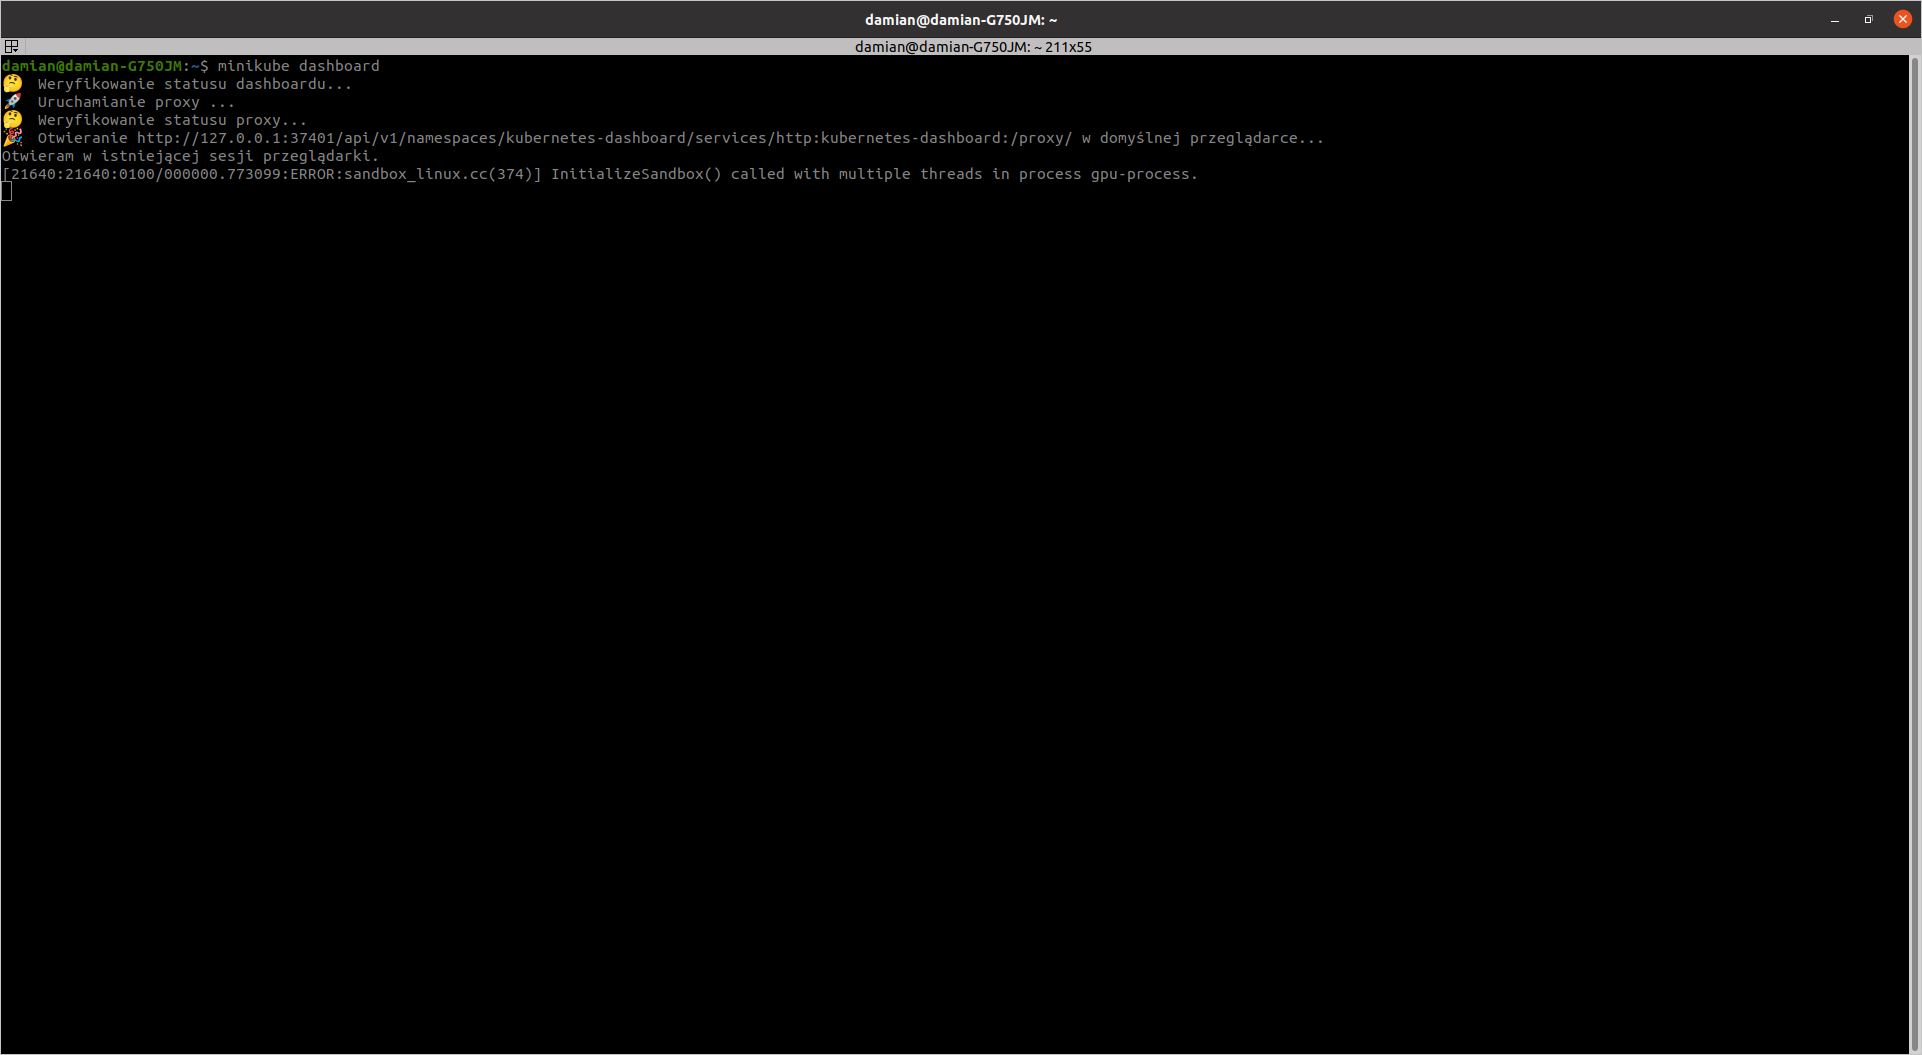 damian@damian-G750JM: ~
damian@damian-G750JM: ~ 211x55
damian@damian-G750JM:~$ minikube dashboard
🤔  Weryfikowanie statusu dashboardu...
🚀  Uruchamianie proxy ...
🤔  Weryfikowanie statusu proxy...
🎉  Otwieranie http://127.0.0.1:37401/api/v1/namespaces/kubernetes-dashboard/services/http:kubernetes-dashboard:/proxy/ w domyślnej przeglądarce...
Otwieram w istniejącej sesji przeglądarki.
[21640:21640:0100/000000.773099:ERROR:sandbox_linux.cc(374)] InitializeSandbox() called with multiple threads in process gpu-process.